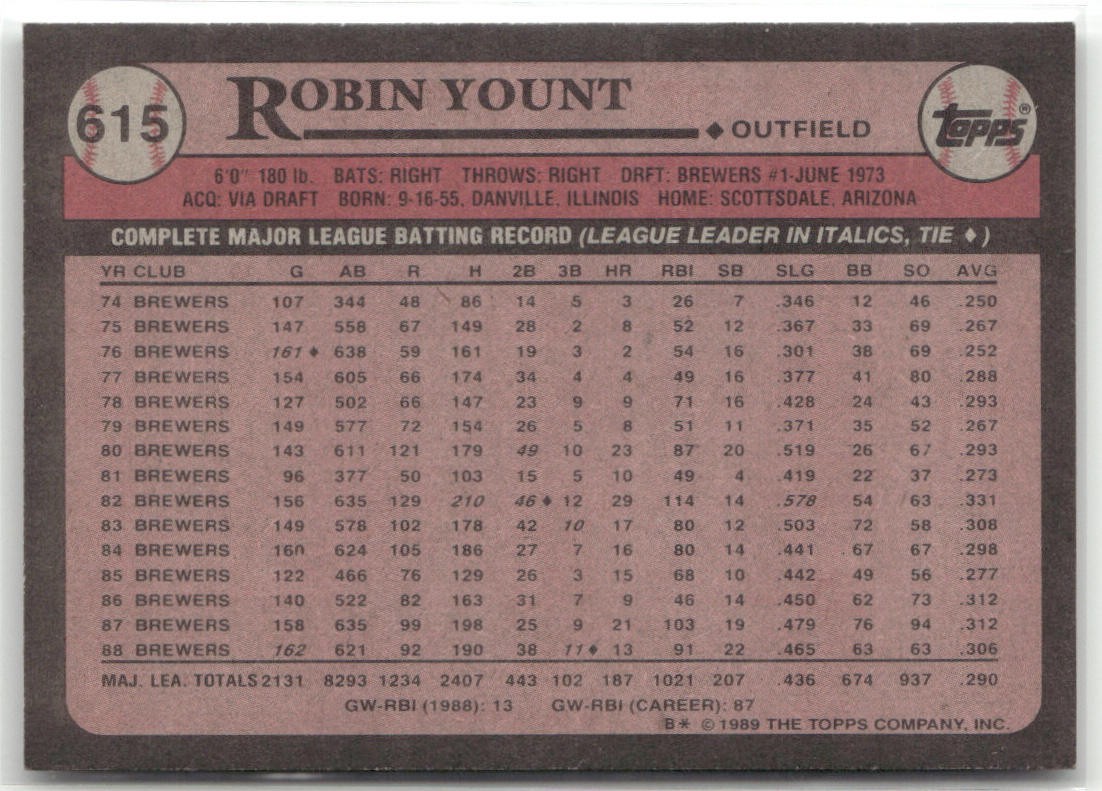 615 ROBIN YOUNT
◆ OUTFIELD
topps®
6'0" 180 lb. BATS: RIGHT THROWS: RIGHT DRFT: BREWERS #1-JUNE 1973
ACQ: VIA DRAFT BORN: 9-16-55, DANVILLE, ILLINOIS HOME: SCOTTSDALE, ARIZONA
COMPLETE MAJOR LEAGUE BATTING RECORD (LEAGUE LEADER IN ITALICS, TIE ♦)
YR CLUB G AB R H 2B 3B HR RBI SB SLG BB SO AVG
74 BREWERS 107 344 48 86 14 5 3 26 7 .346 12 46 .250
75 BREWERS 147 558 67 149 28 2 8 52 12 .367 33 69 .267
76 BREWERS 161♦ 638 59 161 19 3 2 54 16 .301 38 69 .252
77 BREWERS 154 605 66 174 34 4 4 49 16 .377 41 80 .288
78 BREWERS 127 502 66 147 23 9 9 71 16 .428 24 43 .293
79 BREWERS 149 577 72 154 26 5 8 51 11 .371 35 52 .267
80 BREWERS 143 611 121 179 49 10 23 87 20 .519 26 67 .293
81 BREWERS 96 377 50 103 15 5 10 49 4 .419 22 37 .273
82 BREWERS 156 635 129 210 46♦ 12 29 114 14 .578 54 63 .331
83 BREWERS 149 578 102 178 42 10 17 80 12 .503 72 58 .308
84 BREWERS 160 624 105 186 27 7 16 80 14 .441 67 67 .298
85 BREWERS 122 466 76 129 26 3 15 68 10 .442 49 56 .277
86 BREWERS 140 522 82 163 31 7 9 46 14 .450 62 73 .312
87 BREWERS 158 635 99 198 25 9 21 103 19 .479 76 94 .312
88 BREWERS 162 621 92 190 38 11♦ 13 91 22 .465 63 63 .306
MAJ. LEA. TOTALS 2131 8293 1234 2407 443 102 187 1021 207 .436 674 937 .290
GW-RBI (1988): 13 GW-RBI (CAREER): 87
B* © 1989 THE TOPPS COMPANY, INC.